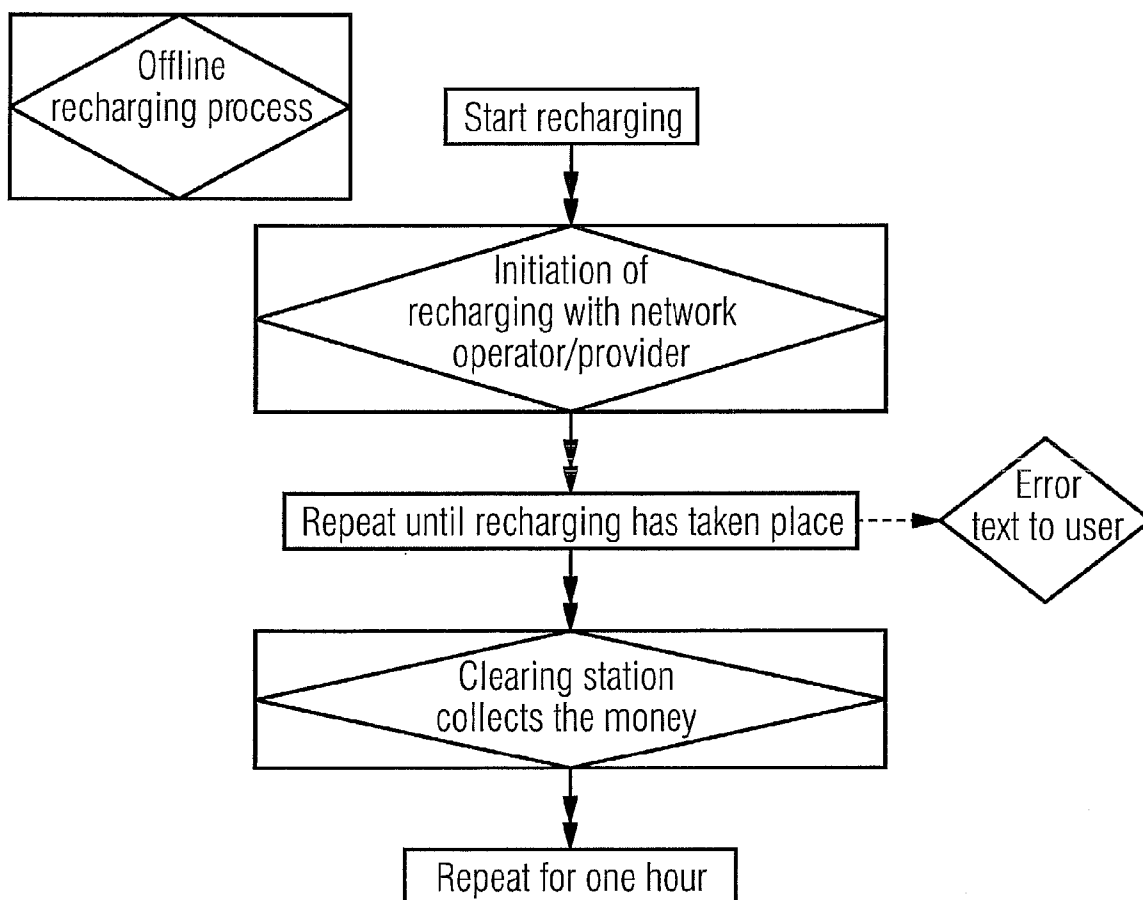 Offline
recharging process
Start recharging
Initiation of
recharging with network
operator/provider
Repeat until recharging has taken place
Error
text to user
Clearing station
collects the money
Repeat for one hour